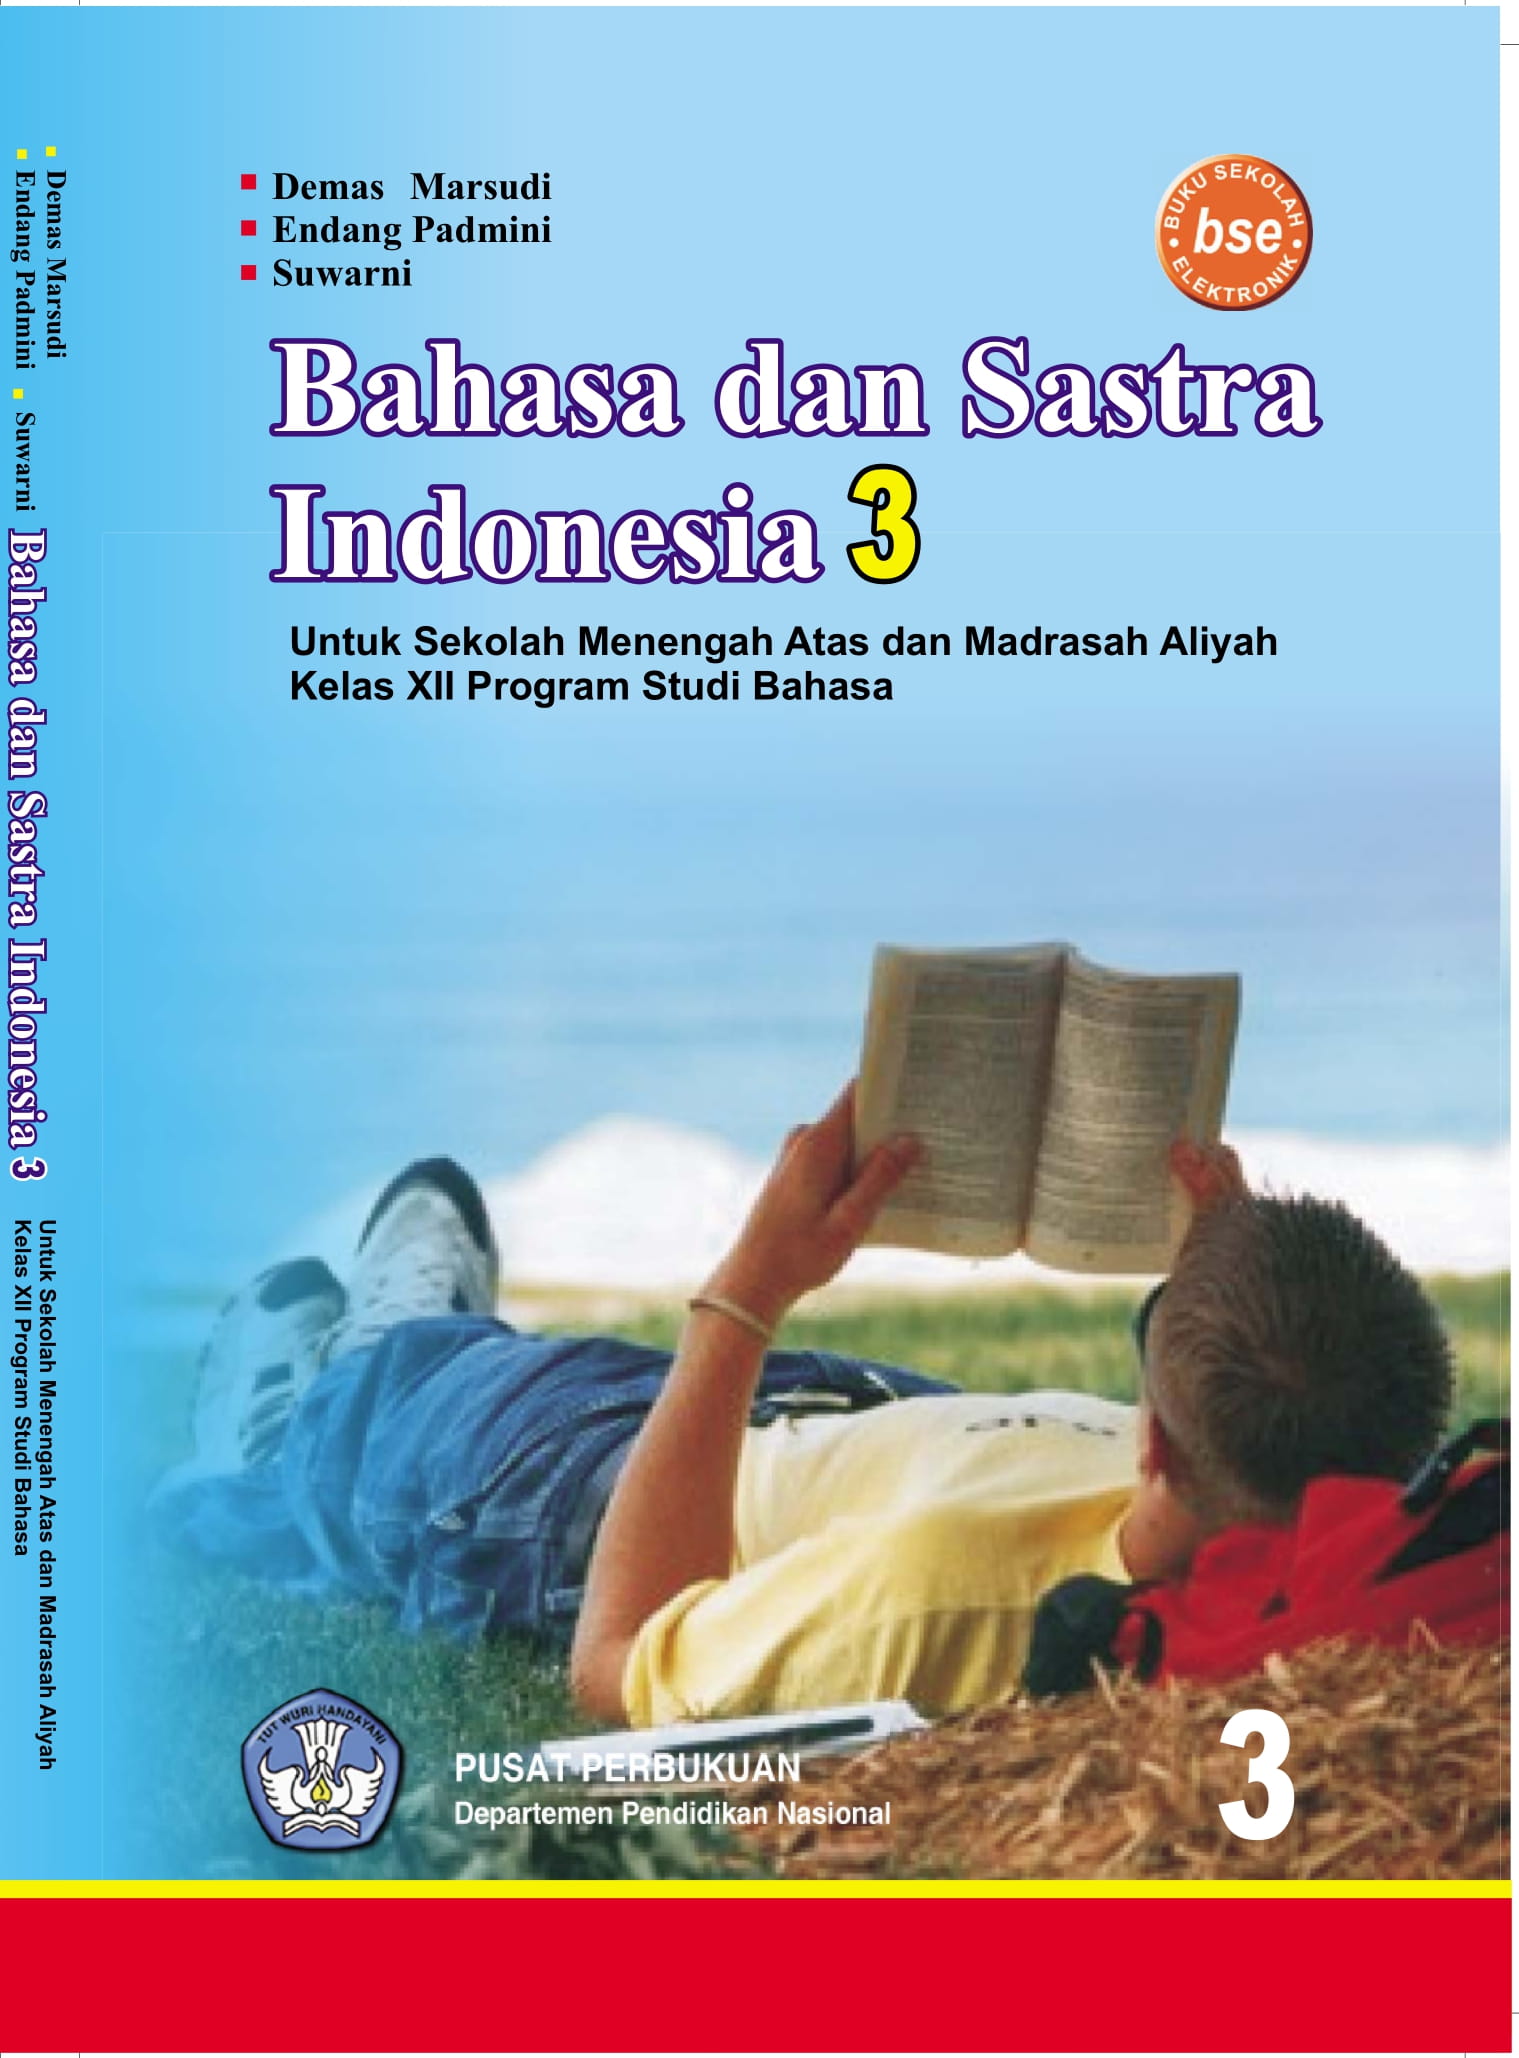 Demas Marsudi
Endang Padmini
Suwarni
BUKU SEKOLAH
bse
ELEKTRONIK
Bahasa dan Sastra
Indonesia 3
Untuk Sekolah Menengah Atas dan Madrasah Aliyah
Kelas XII Program Studi Bahasa
TUT WURI HANDAYANI
PUSAT PERBUKUAN
Departemen Pendidikan Nasional
3
Demas Marsudi
Endang Padmini
Suwarni
Bahasa dan Sastra Indonesia 3
Untuk Sekolah Menengah Atas dan Madrasah Aliyah
Kelas XII Program Studi Bahasa